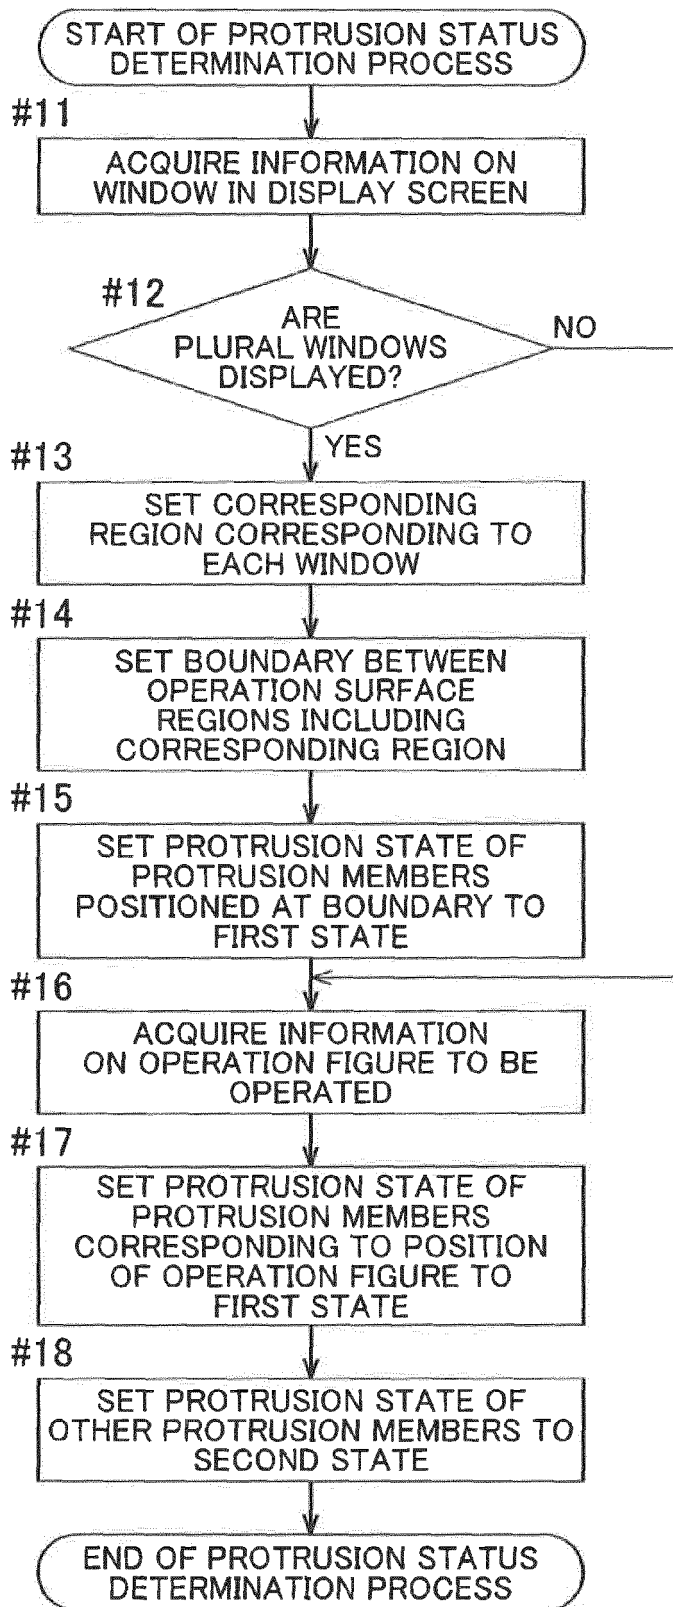 START OF PROTRUSION STATUS
DETERMINATION PROCESS
#11
ACQUIRE INFORMATION ON
WINDOW IN DISPLAY SCREEN
#12
ARE
PLURAL WINDOWS
DISPLAYED?
NO
YES
#13
SET CORRESPONDING
REGION CORRESPONDING TO
EACH WINDOW
#14
SET BOUNDARY BETWEEN
OPERATION SURFACE
REGIONS INCLUDING
CORRESPONDING REGION
#15
SET PROTRUSION STATE OF
PROTRUSION MEMBERS
POSITIONED AT BOUNDARY TO
FIRST STATE
#16
ACQUIRE INFORMATION
ON OPERATION FIGURE TO BE
OPERATED
#17
SET PROTRUSION STATE OF
PROTRUSION MEMBERS
CORRESPONDING TO POSITION
OF OPERATION FIGURE TO
FIRST STATE
#18
SET PROTRUSION STATE OF
OTHER PROTRUSION MEMBERS TO
SECOND STATE
END OF PROTRUSION STATUS
DETERMINATION PROCESS